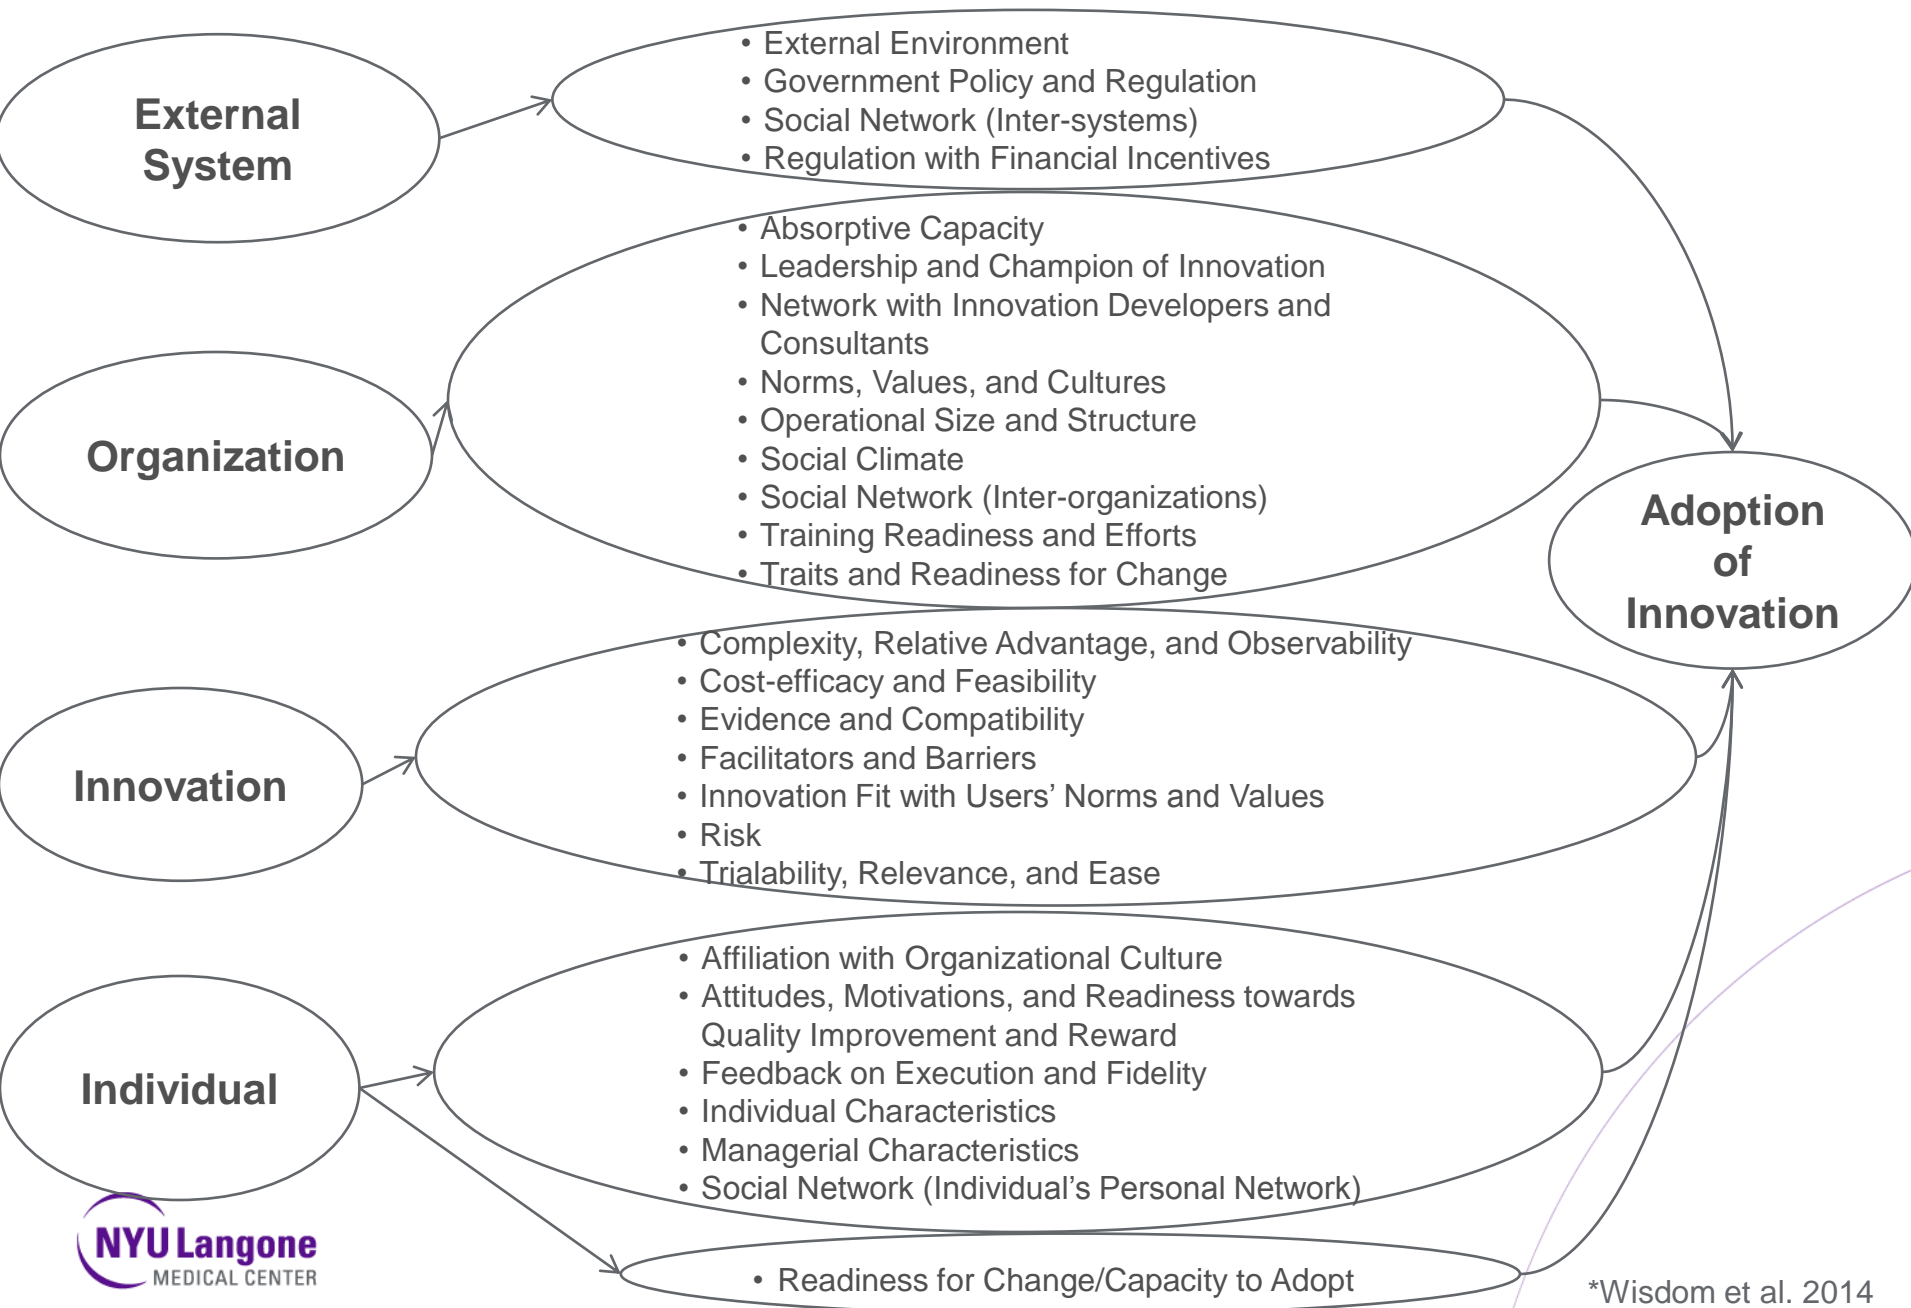 External
System
• External Environment
• Government Policy and Regulation
• Social Network (Inter-systems)
• Regulation with Financial Incentives
Organization
• Absorptive Capacity
• Leadership and Champion of Innovation
• Network with Innovation Developers and
Consultants
• Norms, Values, and Cultures
• Operational Size and Structure
• Social Climate
• Social Network (Inter-organizations)
• Training Readiness and Efforts
• Traits and Readiness for Change
Adoption
of
Innovation
Innovation
• Complexity, Relative Advantage, and Observability
• Cost-efficacy and Feasibility
• Evidence and Compatibility
• Facilitators and Barriers
• Innovation Fit with Users’ Norms and Values
• Risk
• Trialability, Relevance, and Ease
Individual
• Affiliation with Organizational Culture
• Attitudes, Motivations, and Readiness towards
Quality Improvement and Reward
• Feedback on Execution and Fidelity
• Individual Characteristics
• Managerial Characteristics
• Social Network (Individual’s Personal Network)
• Readiness for Change/Capacity to Adopt
NYU Langone
MEDICAL CENTER
*Wisdom et al. 2014